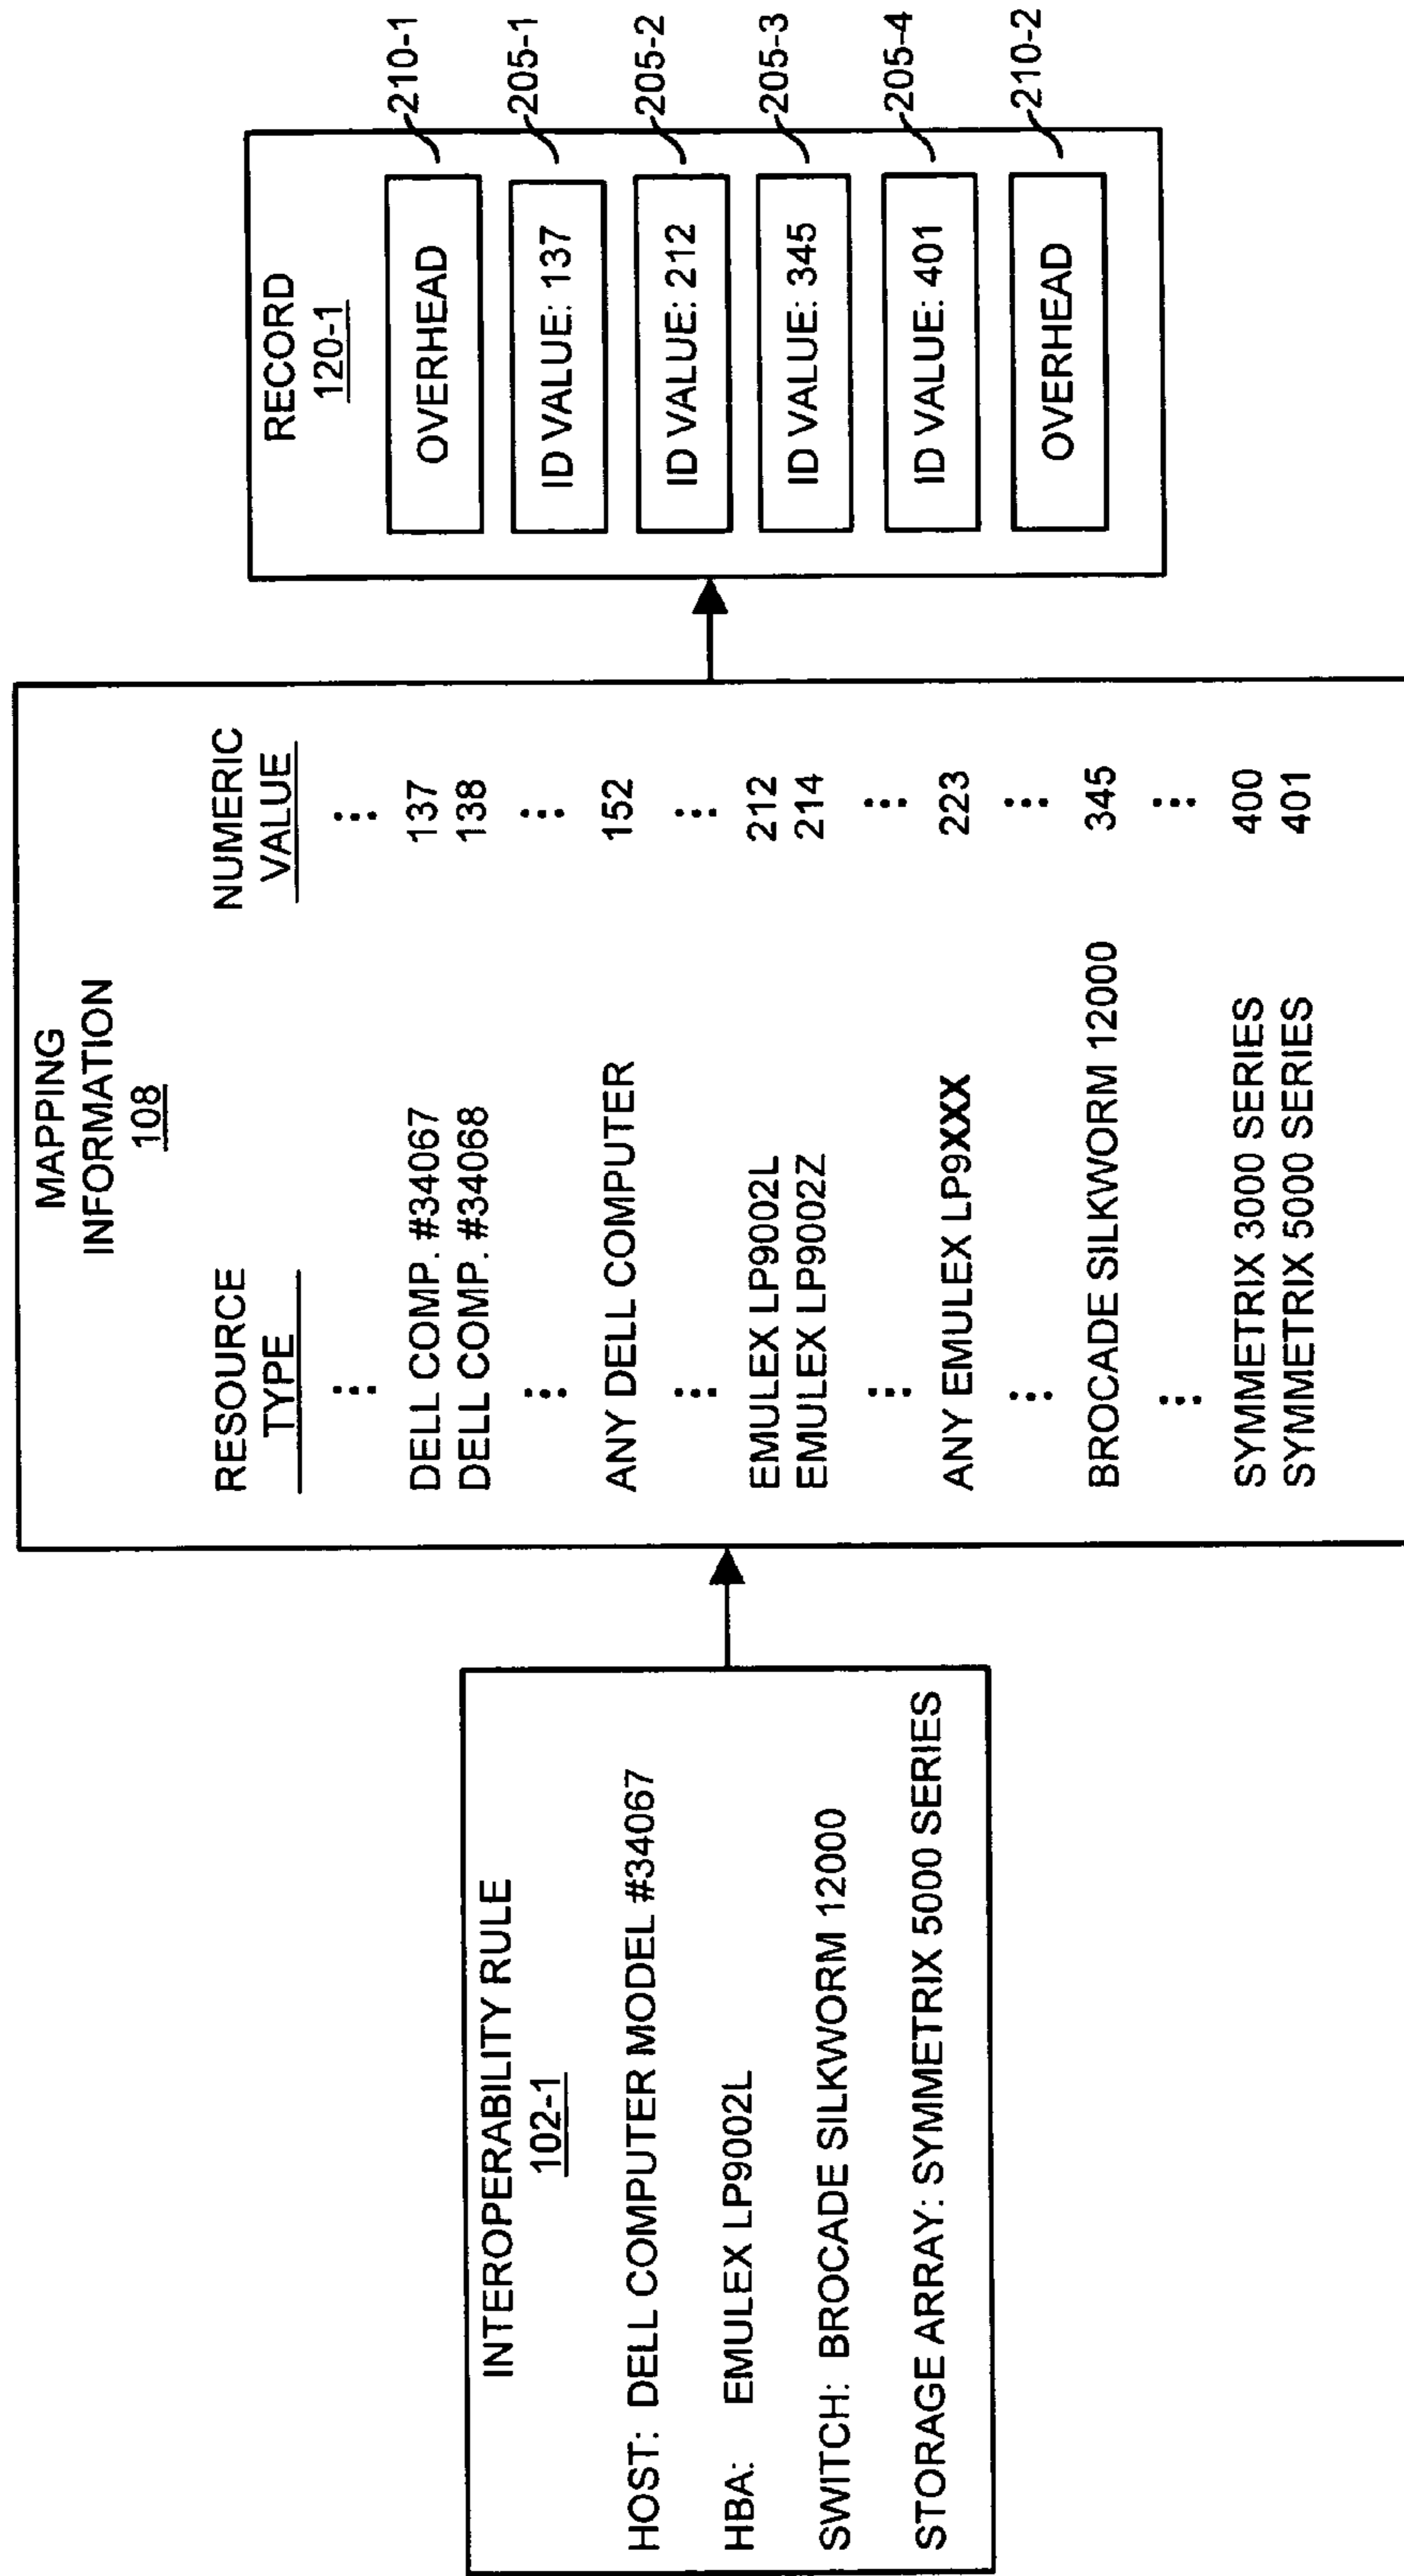 INTEROPERABILITY RULE
102-1
HOST: DELL COMPUTER MODEL #34067
HBA: EMULEX LP9002L
SWITCH: BROCADE SILKWORM 12000
STORAGE ARRAY: SYMMETRIX 5000 SERIES
MAPPING
INFORMATION
108
RESOURCE
TYPE
NUMERIC
VALUE
DELL COMP. #34067 137
DELL COMP. #34068 138
ANY DELL COMPUTER 152
EMULEX LP9002L 212
EMULEX LP9002Z 214
ANY EMULEX LP9XXX 223
BROCADE SILKWORM 12000 345
SYMMETRIX 3000 SERIES 400
SYMMETRIX 5000 SERIES 401
RECORD
120-1
OVERHEAD 210-1
ID VALUE: 137 205-1
ID VALUE: 212 205-2
ID VALUE: 345 205-3
ID VALUE: 401 205-4
OVERHEAD 210-2